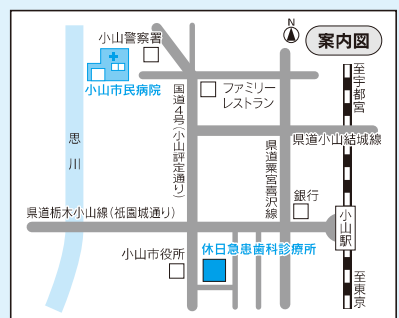 小山警察署
N
案内図
小山市民病院
国道4号(小山評定通り)
ファミリー
レストラン
至宇都宮
思川
県道小山結城線
県道粟宮喜沢線
県道栃木小山線(祇園城通り)
銀行
小山駅
小山市役所
休日急患歯科診療所
至東京